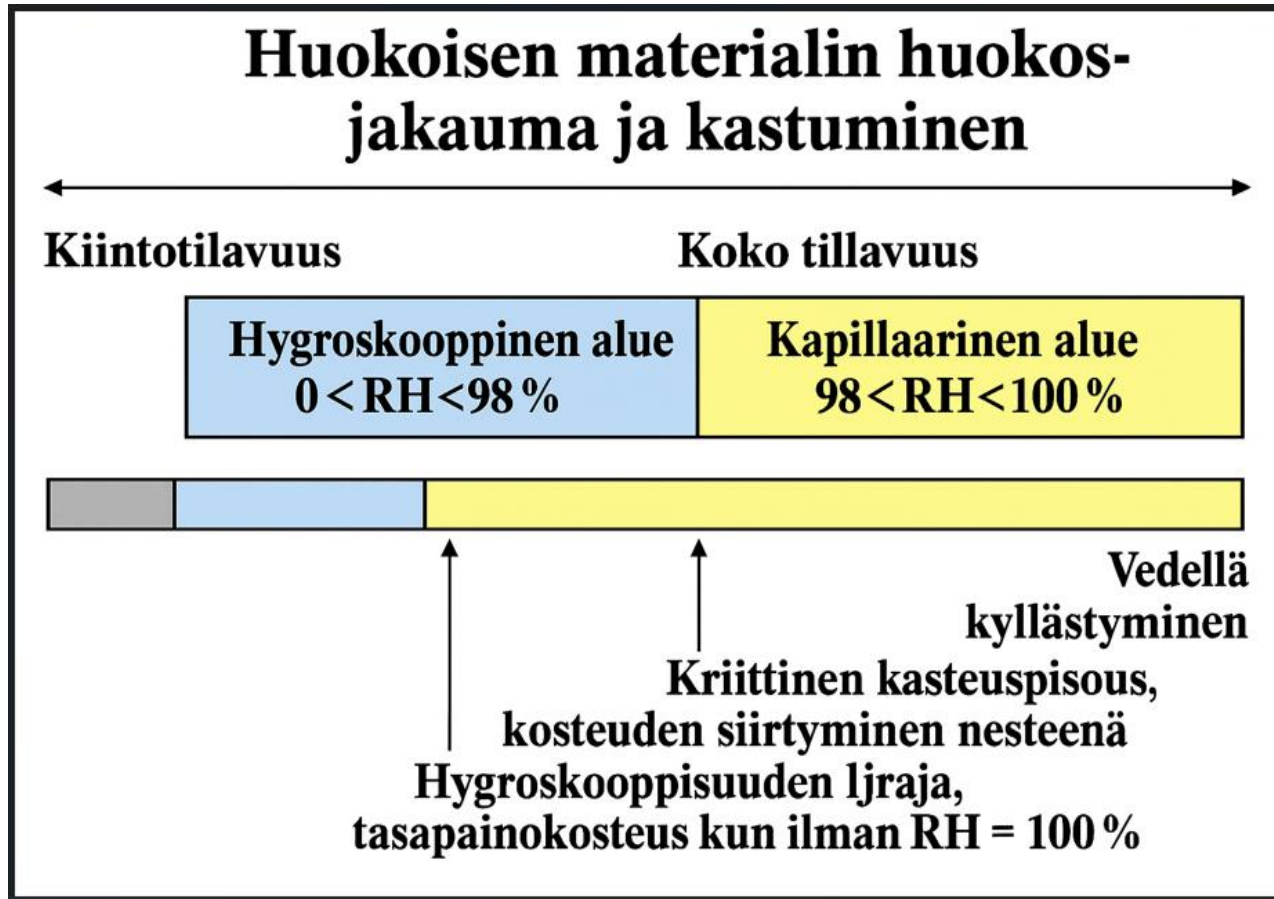 Huokoisen materialin huokos-
jakauma ja kastuminen
Kiintotilavuus
Koko tillavuus
Hygroskooppinen alue
0 < RH < 98 %
Kapillaarinen alue
98 < RH < 100 %
Vedellä
kyllästyminen
Kriittinen kasteuspisous,
kosteuden siirtyminen nesteenä
Hygroskooppisuuden ljraja,
tasapainokosteus kun ilman RH = 100 %